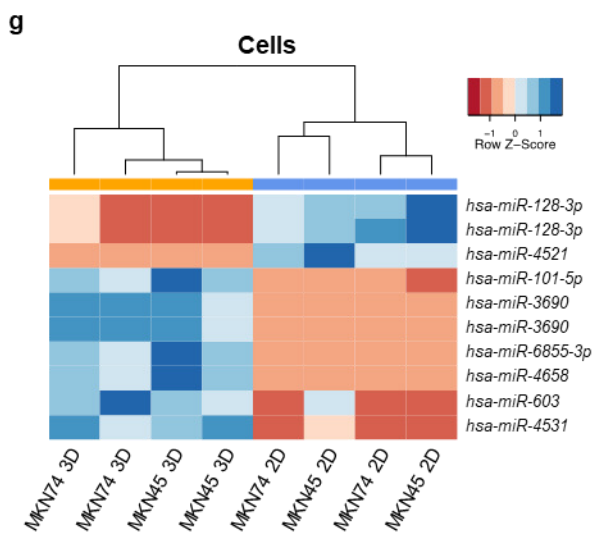 g
Cells
−1 0 1
Row Z−Score
hsa-miR-128-3p
hsa-miR-128-3p
hsa-miR-4521
hsa-miR-101-5p
hsa-miR-3690
hsa-miR-3690
hsa-miR-6855-3p
hsa-miR-4658
hsa-miR-603
hsa-miR-4531
MKN74 3D
MKN74 3D
MKN45 3D
MKN45 3D
MKN74 2D
MKN45 2D
MKN74 2D
MKN45 2D